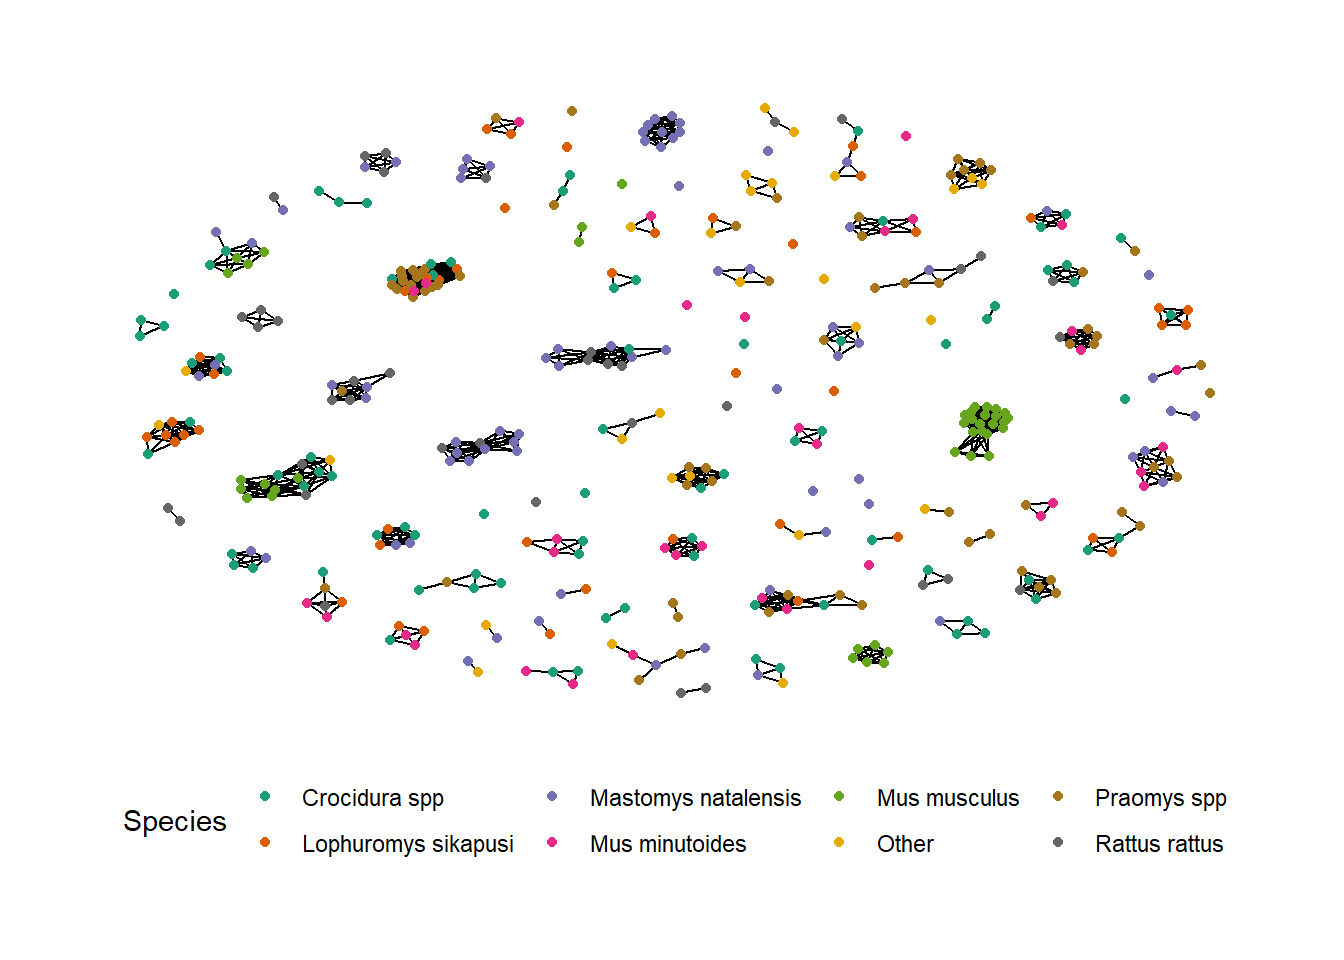 Species
Crocidura spp
Mastomys natalensis
Mus musculus
Praomys spp
Lophuromys sikapusi
Mus minutoides
Other
Rattus rattus